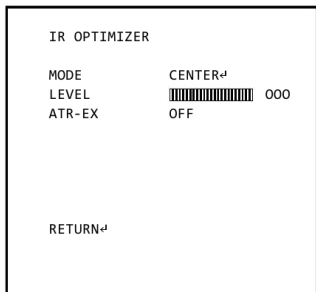 IR OPTIMIZER
MODE CENTER↵
LEVEL 000
ATR-EX OFF
RETURN↵